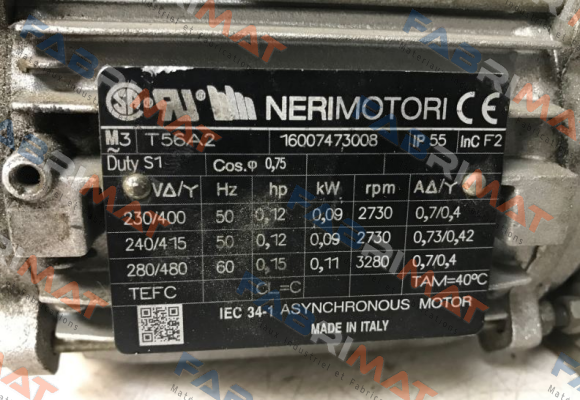 NERIMOTORI CE
M3~ T56A2 16007473008 IP 55 InC F2
Duty S1 Cos.φ 0,75
VΔ/Y Hz hp kW rpm AΔ/Y
230/400 50 0,12 0,09 2730 0,7/0,4
240/415 50 0,12 0,09 2730 0,73/0,42
280/480 60 0,15 0,11 3280 0,7/0,4
TEFC CL=C TAM=40°C
IEC 34-1 ASYNCHRONOUS MOTOR
MADE IN ITALY
FABRIMAT